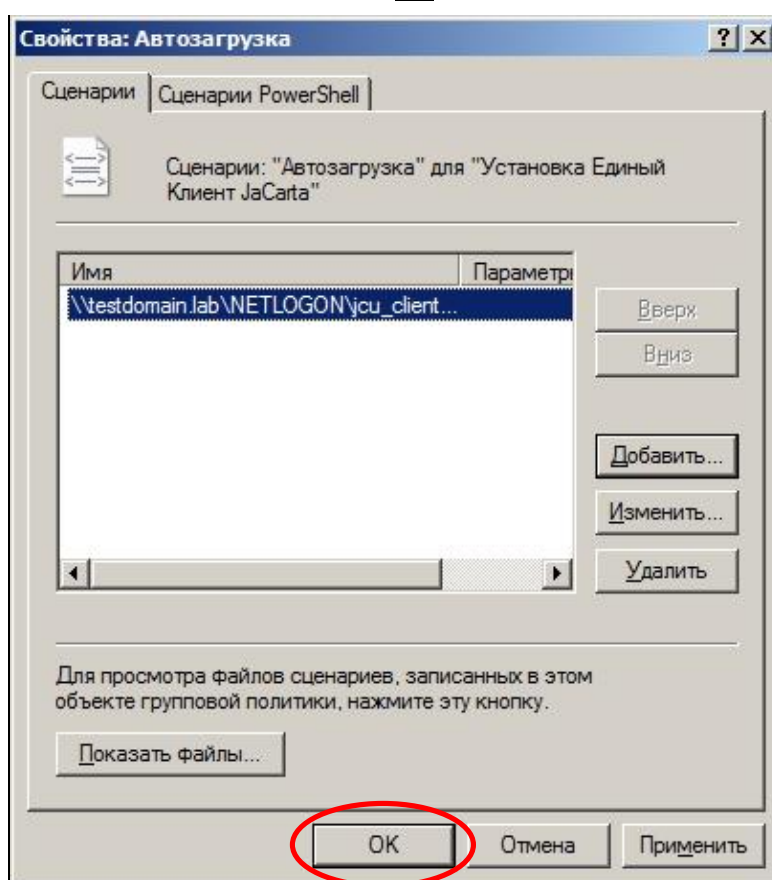 Свойства: Автозагрузка
Сценарии
Сценарии PowerShell
Сценарии: "Автозагрузка" для "Установка Единый
Клиент JaCarta"
Имя
Параметры
\\testdomain.lab\NETLOGON\jcu_client...
Вверх
Вниз
Добавить...
Изменить...
Удалить
Для просмотра файлов сценариев, записанных в этом
объекте групповой политики, нажмите эту кнопку.
Показать файлы...
OK
Отмена
Применить